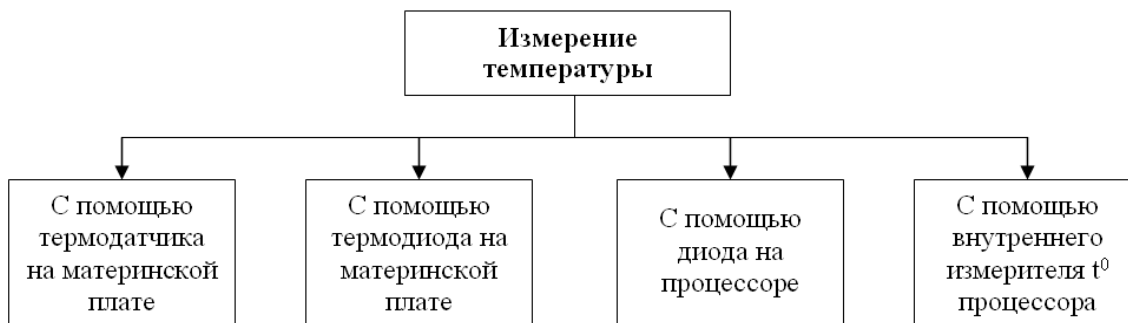 Измерение
температуры
С помощью
термодатчика
на материнской
плате
С помощью
термодиода на
материнской
плате
С помощью
диода на
процессоре
С помощью
внутреннего
измерителя t⁰
процессора